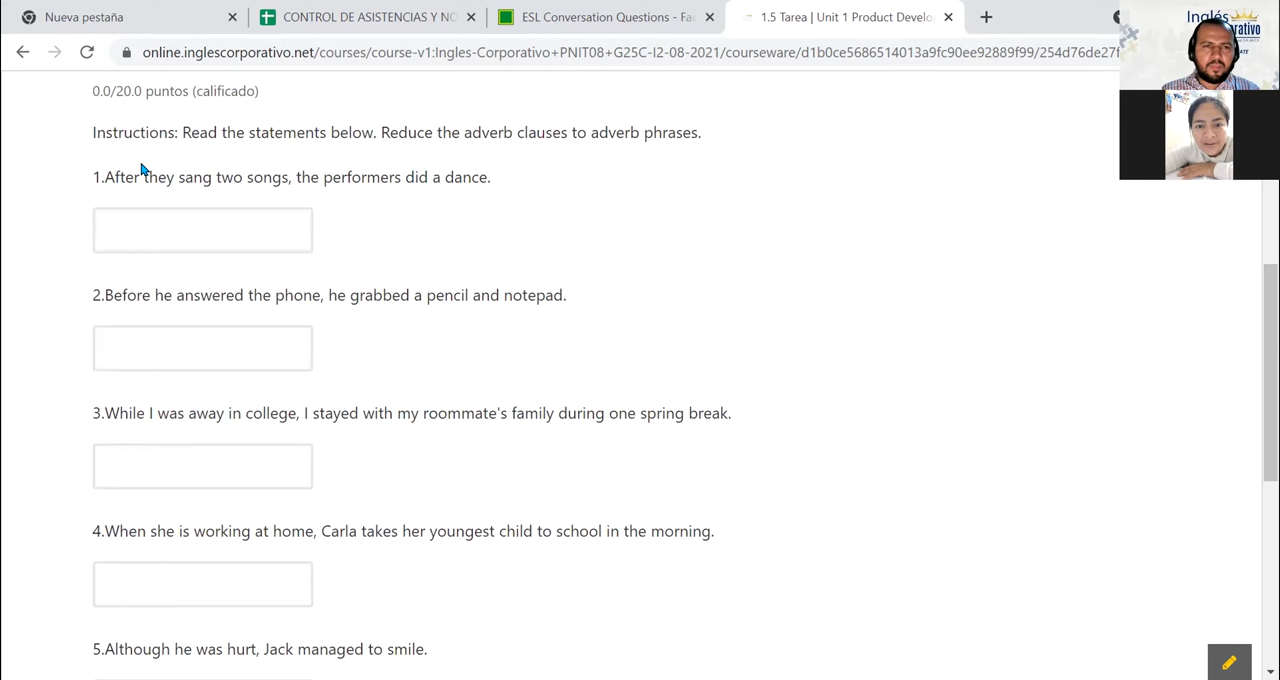 Nueva pestaña
CONTROL DE ASISTENCIAS Y NO
ESL Conversation Questions - Fac
1.5 Tarea | Unit 1 Product Develo
online.inglescorporativo.net/courses/course-v1:Ingles-Corporativo+PNIT08+G25C-I2-08-2021/courseware/d1b0ce5686514013a9fc90ee92889f99/254d76de27f
Inglés
0.0/20.0 puntos (calificado)
Instructions: Read the statements below. Reduce the adverb clauses to adverb phrases.
1.After they sang two songs, the performers did a dance.
2.Before he answered the phone, he grabbed a pencil and notepad.
3.While I was away in college, I stayed with my roommate's family during one spring break.
4.When she is working at home, Carla takes her youngest child to school in the morning.
5.Although he was hurt, Jack managed to smile.